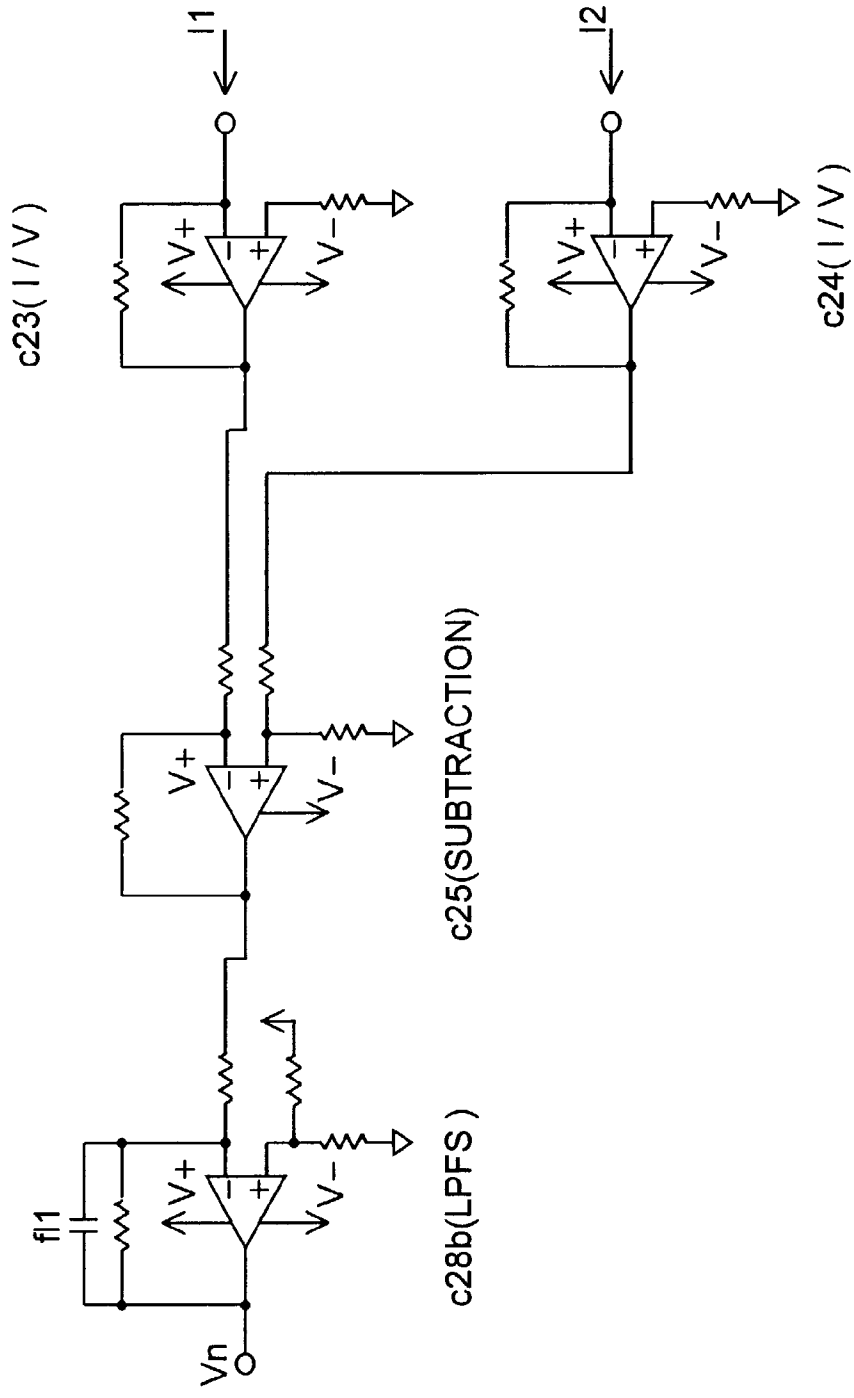 Vn
fl1
V+
−
+
V−
c28b(LPFS)
V+
−
+
V−
c25(SUBTRACTION)
c23( I / V )
V+
−
+
V−
I1
V+
−
+
V−
I2
c24( I / V )